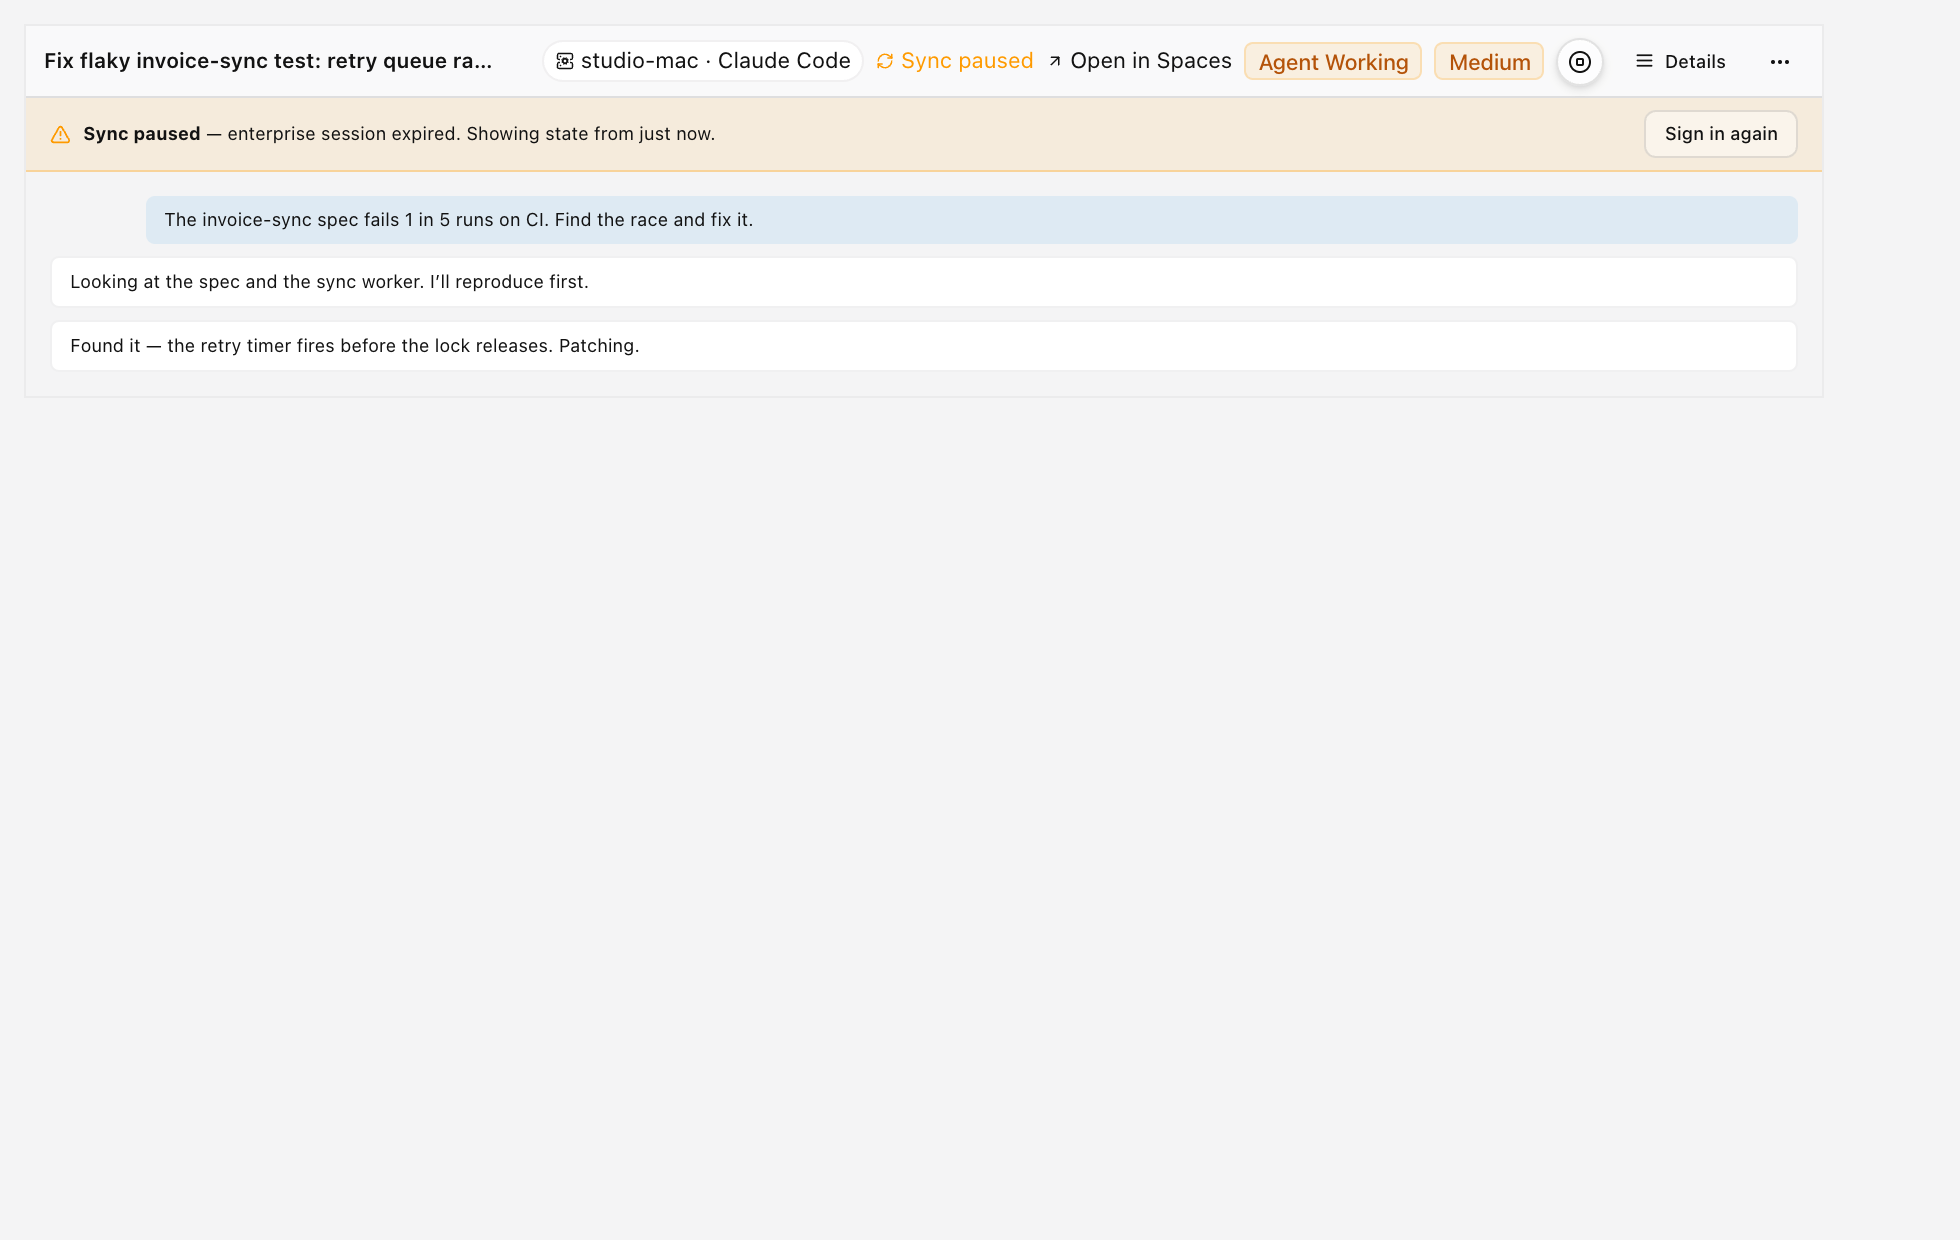 Fix flaky invoice-sync test: retry queue ra...
studio-mac · Claude Code
Sync paused
Open in Spaces
Agent Working
Medium
Details
Sync paused — enterprise session expired. Showing state from just now.
Sign in again
The invoice-sync spec fails 1 in 5 runs on CI. Find the race and fix it.
Looking at the spec and the sync worker. I’ll reproduce first.
Found it — the retry timer fires before the lock releases. Patching.